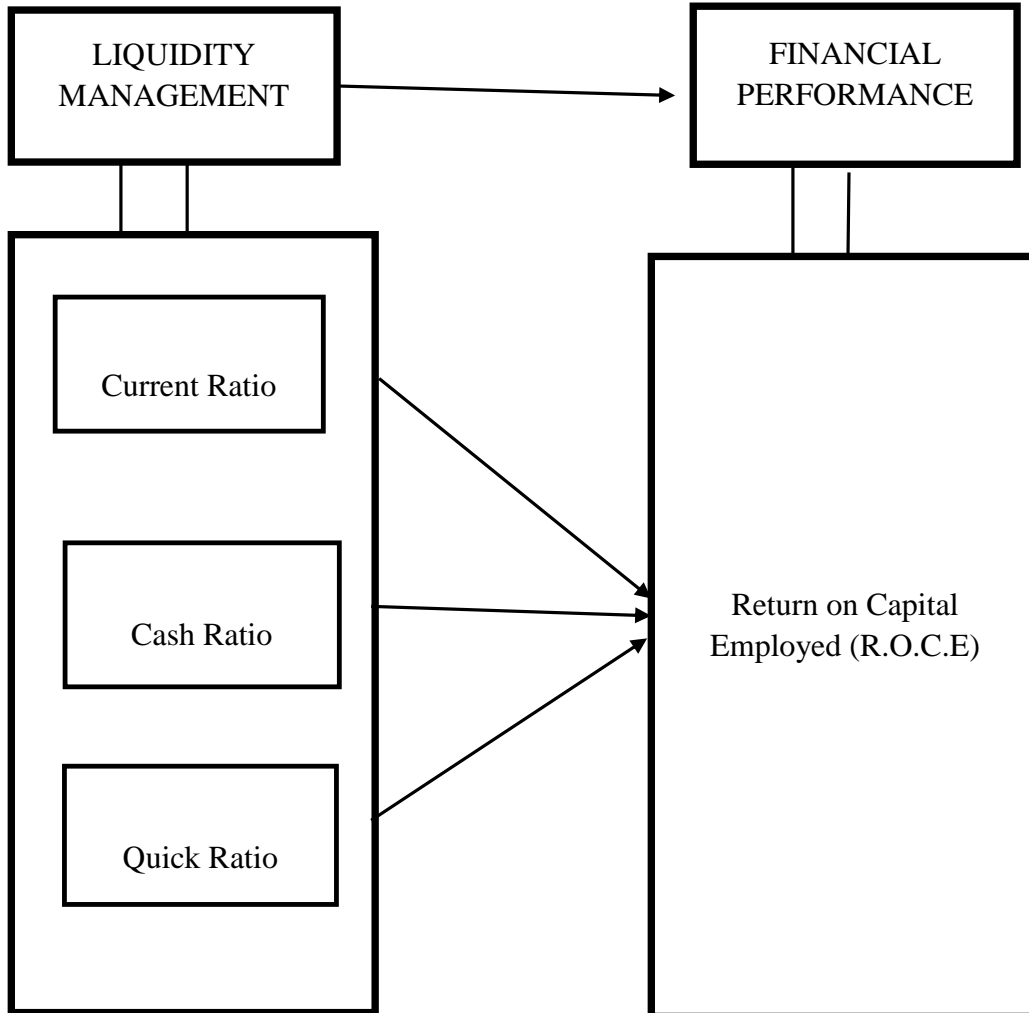 LIQUIDITY
MANAGEMENT
FINANCIAL
PERFORMANCE
Current Ratio
Cash Ratio
Quick Ratio
Return on Capital
Employed (R.O.C.E)